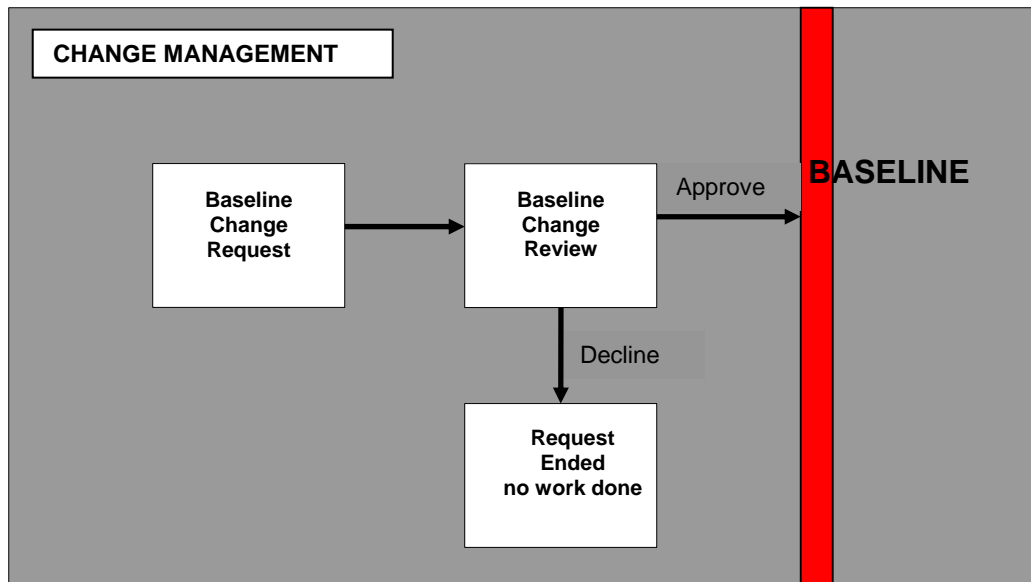 CHANGE MANAGEMENT
Baseline
Change
Request
Baseline
Change
Review
Approve
BASELINE
Decline
Request
Ended
no work done